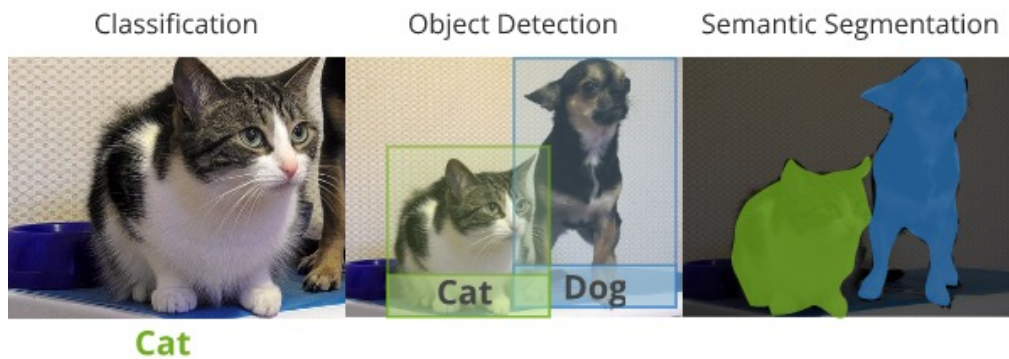 Classification
Object Detection
Semantic Segmentation
Cat
Dog
Cat